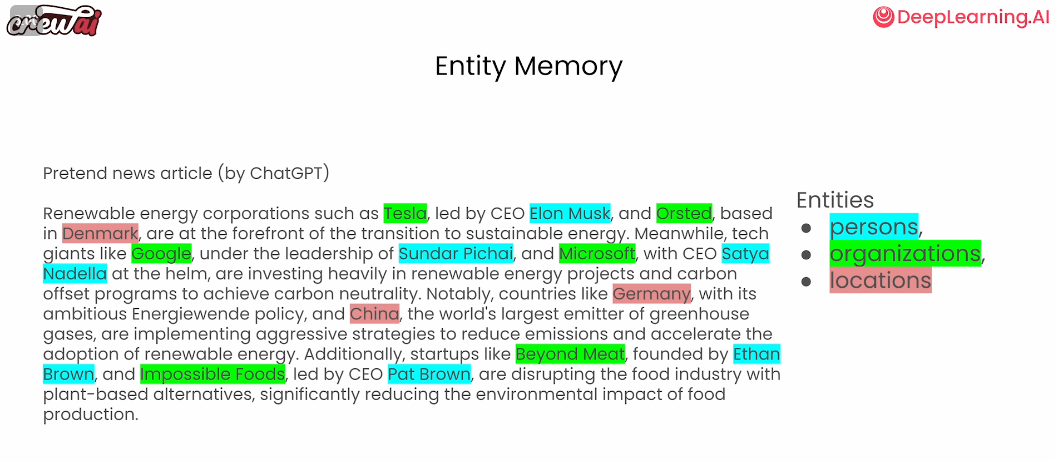 crewai
DeepLearning.AI
Entity Memory
Pretend news article (by ChatGPT)
Renewable energy corporations such as Tesla, led by CEO Elon Musk, and Orsted, based
in Denmark, are at the forefront of the transition to sustainable energy. Meanwhile, tech
giants like Google, under the leadership of Sundar Pichai, and Microsoft, with CEO Satya
Nadella at the helm, are investing heavily in renewable energy projects and carbon
offset programs to achieve carbon neutrality. Notably, countries like Germany, with its
ambitious Energiewende policy, and China, the world's largest emitter of greenhouse
gases, are implementing aggressive strategies to reduce emissions and accelerate the
adoption of renewable energy. Additionally, startups like Beyond Meat, founded by Ethan
Brown, and Impossible Foods, led by CEO Pat Brown, are disrupting the food industry with
plant-based alternatives, significantly reducing the environmental impact of food
production.
Entities
● persons,
● organizations,
● locations